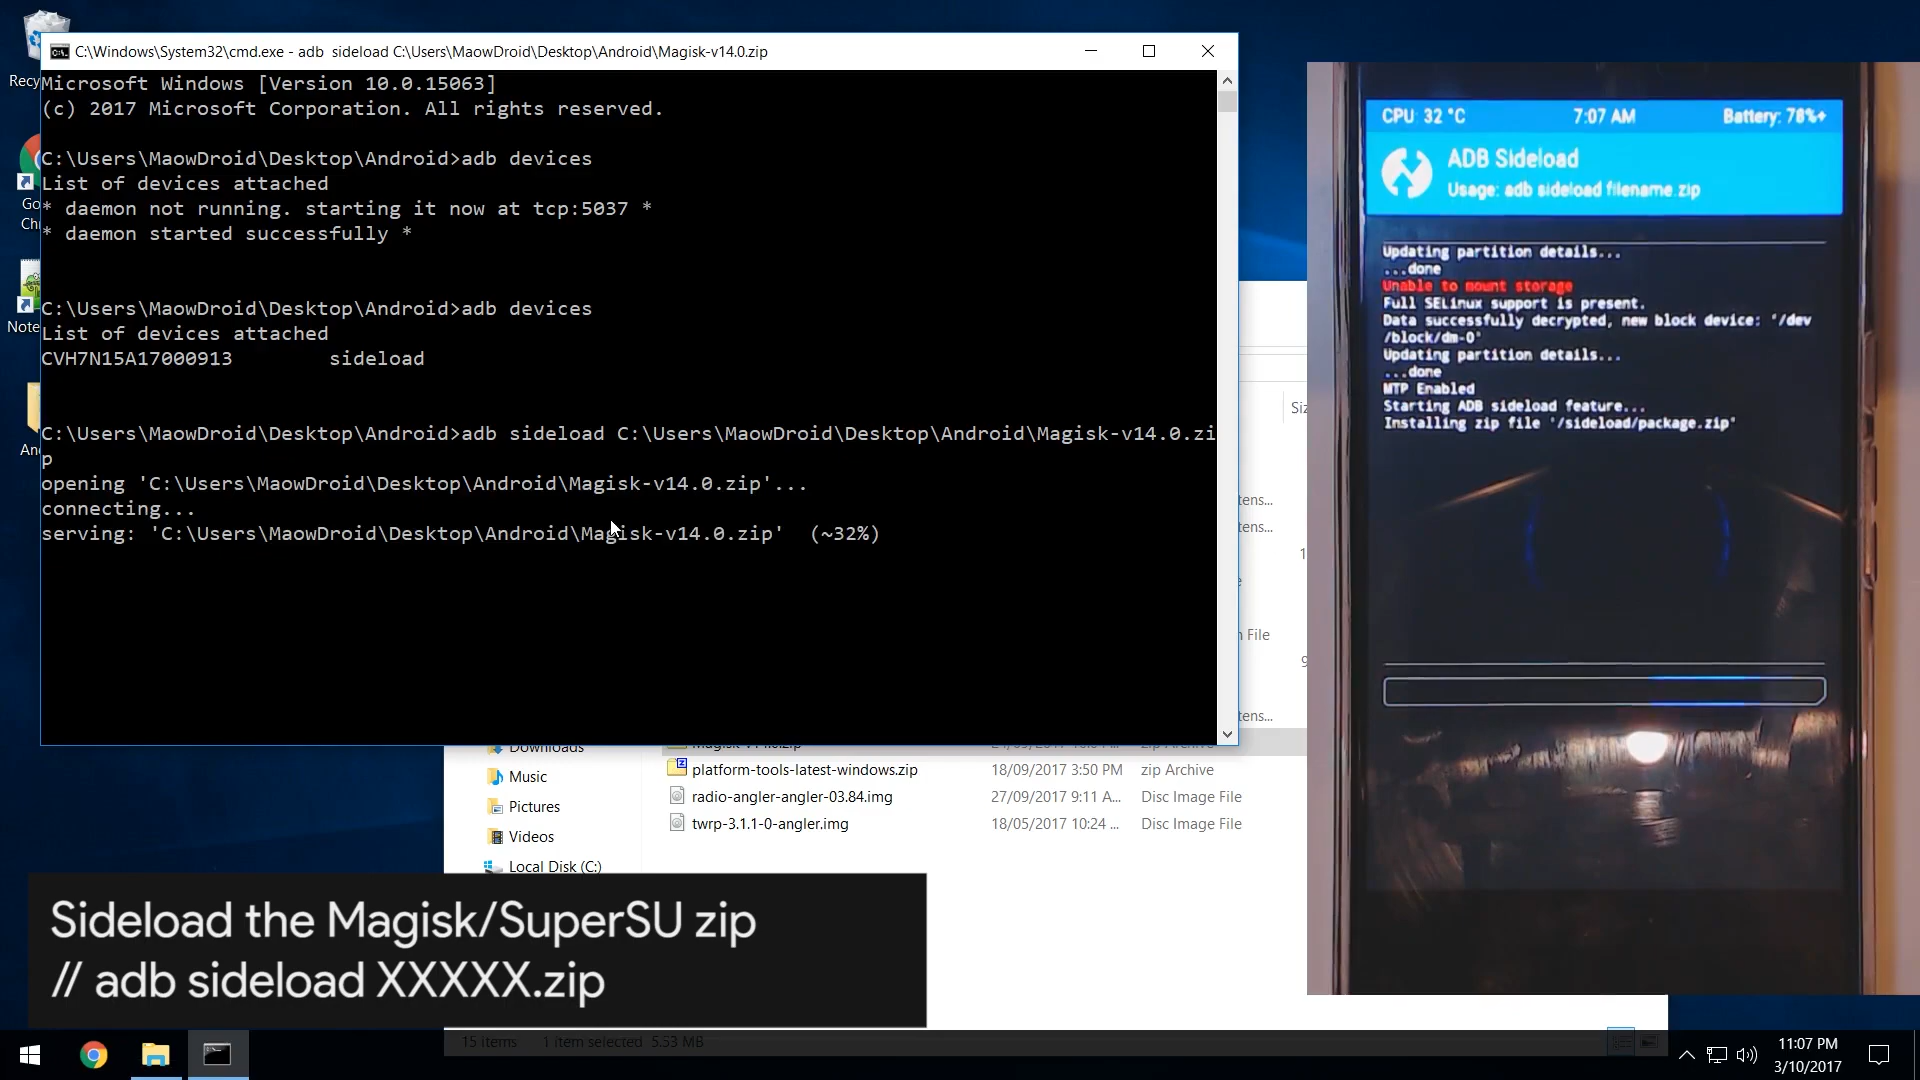 C:\Windows\System32\cmd.exe - adb  sideload C:\Users\MaowDroid\Desktop\Android\Magisk-v14.0.zip
Microsoft Windows [Version 10.0.15063]
(c) 2017 Microsoft Corporation. All rights reserved.
C:\Users\MaowDroid\Desktop\Android>adb devices
List of devices attached
* daemon not running. starting it now at tcp:5037 *
* daemon started successfully *
C:\Users\MaowDroid\Desktop\Android>adb devices
List of devices attached
CVH7N15A17000913        sideload
C:\Users\MaowDroid\Desktop\Android>adb sideload C:\Users\MaowDroid\Desktop\Android\Magisk-v14.0.zi
p
opening 'C:\Users\MaowDroid\Desktop\Android\Magisk-v14.0.zip'...
connecting...
serving: 'C:\Users\MaowDroid\Desktop\Android\Magisk-v14.0.zip'  (~32%)
CPU: 32 °C 7:07 AM Battery: 78%+
ADB Sideload
Usage: adb sideload filename.zip
Updating partition details...
...done
Unable to mount storage
Full SELinux support is present.
Data successfully decrypted, new block device: '/dev
/block/dm-0'
Updating partition details...
...done
MTP Enabled
Starting ADB sideload feature...
Installing zip file '/sideload/package.zip'
Downloads
Music
Pictures
Videos
Local Disk (C:)
zip Archive
platform-tools-latest-windows.zip 18/09/2017 3:50 PM zip Archive
radio-angler-angler-03.84.img 27/09/2017 9:11 A... Disc Image File
twrp-3.1.1-0-angler.img 18/05/2017 10:24 ... Disc Image File
Sideload the Magisk/SuperSU zip
// adb sideload XXXXX.zip
15 items 1 item selected 5.53 MB
11:07 PM
3/10/2017